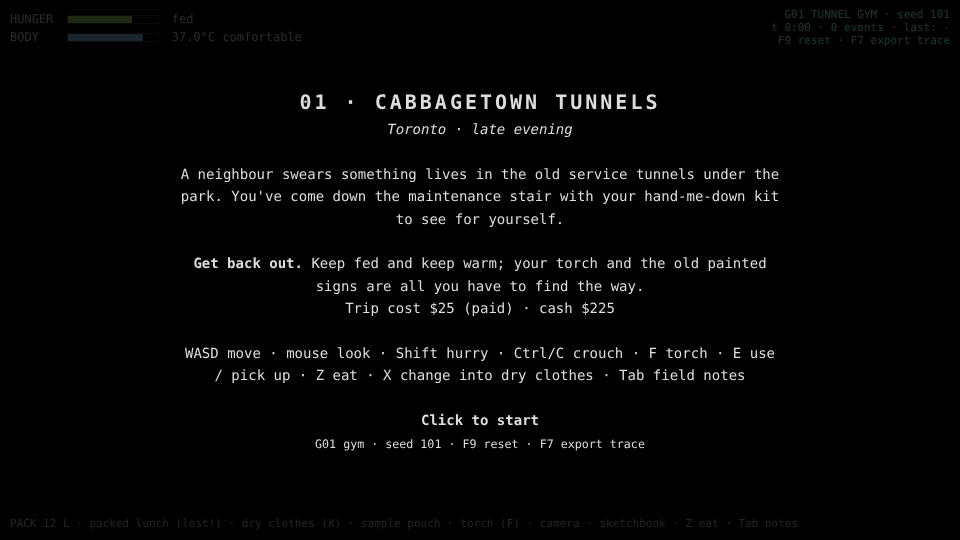 HUNGER fed
BODY 37.0°C comfortable
G01 TUNNEL GYM · seed 101
t 0:00 · 0 events · last: -
F9 reset · F7 export trace
01 · CABBAGETOWN TUNNELS
Toronto · late evening
A neighbour swears something lives in the old service tunnels under the
park. You've come down the maintenance stair with your hand-me-down kit
to see for yourself.
Get back out. Keep fed and keep warm; your torch and the old painted
signs are all you have to find the way.
Trip cost $25 (paid) · cash $225
WASD move · mouse look · Shift hurry · Ctrl/C crouch · F torch · E use
/ pick up · Z eat · X change into dry clothes · Tab field notes
Click to start
G01 gym · seed 101 · F9 reset · F7 export trace
PACK 12 L · packed lunch (lost!) · dry clothes (X) · sample pouch · torch (F) · camera · sketchbook · Z eat · Tab notes